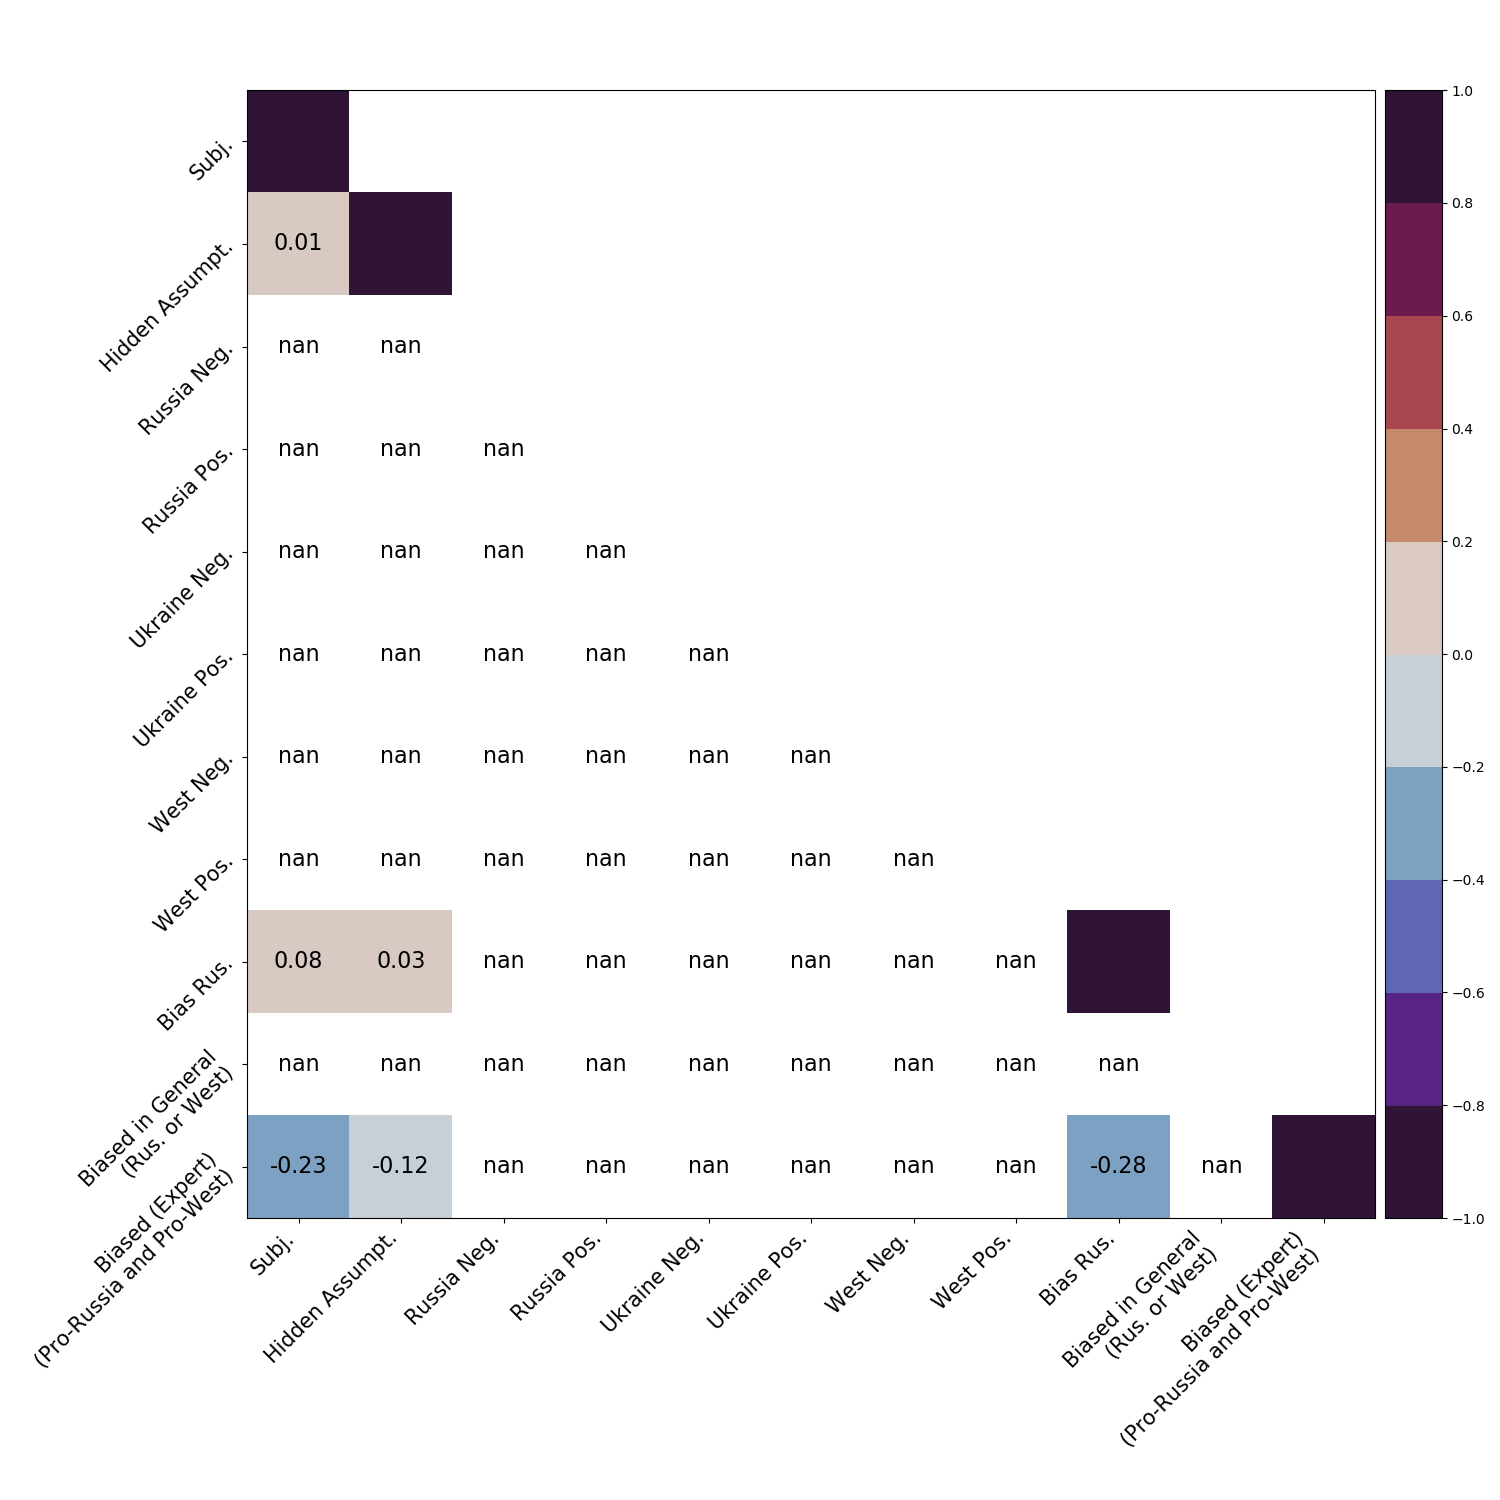 1.0
Subj.
0.8
Hidden Assumpt.
0.01
Russia Neg.
nan nan
0.6
Russia Pos.
nan nan nan
0.4
Ukraine Neg.
nan nan nan nan
0.2
Ukraine Pos.
nan nan nan nan nan
0.0
West Neg.
nan nan nan nan nan nan
−0.2
West Pos.
nan nan nan nan nan nan nan
−0.4
Bias Rus.
0.08 0.03 nan nan nan nan nan nan
−0.6
Biased in General
(Rus. or West)
nan nan nan nan nan nan nan nan nan
−0.8
Biased (Expert)
(Pro-Russia and Pro-West)
-0.23 -0.12 nan nan nan nan nan nan -0.28 nan
−1.0
Subj.
Hidden Assumpt.
Russia Neg.
Russia Pos.
Ukraine Neg.
Ukraine Pos.
West Neg.
West Pos.
Bias Rus.
Biased in General
(Rus. or West)
Biased (Expert)
(Pro-Russia and Pro-West)